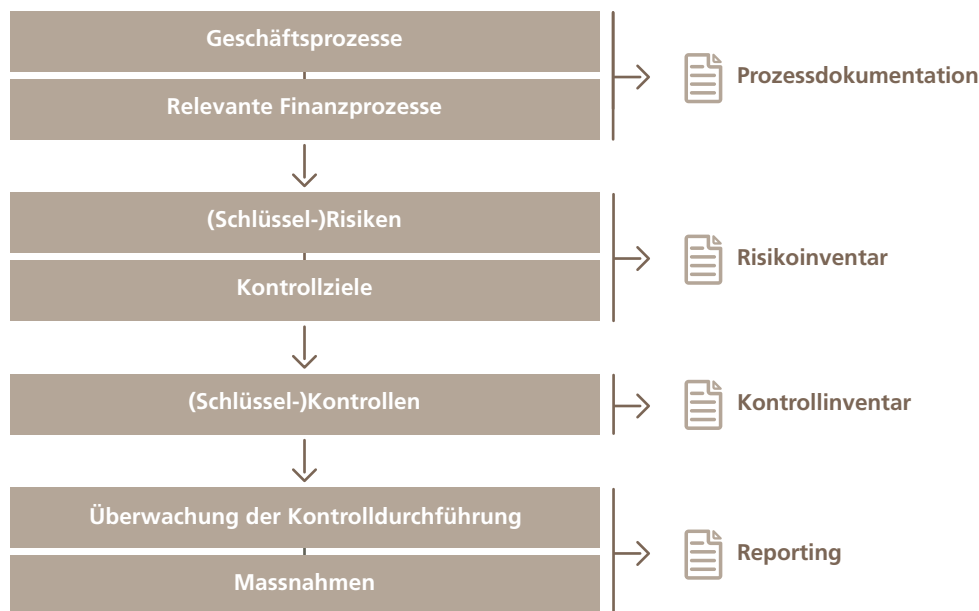 Geschäftsprozesse
Relevante Finanzprozesse
Prozessdokumentation
(Schlüssel-)Risiken
Kontrollziele
Risikoinventar
(Schlüssel-)Kontrollen
Kontrollinventar
Überwachung der Kontrolldurchführung
Massnahmen
Reporting